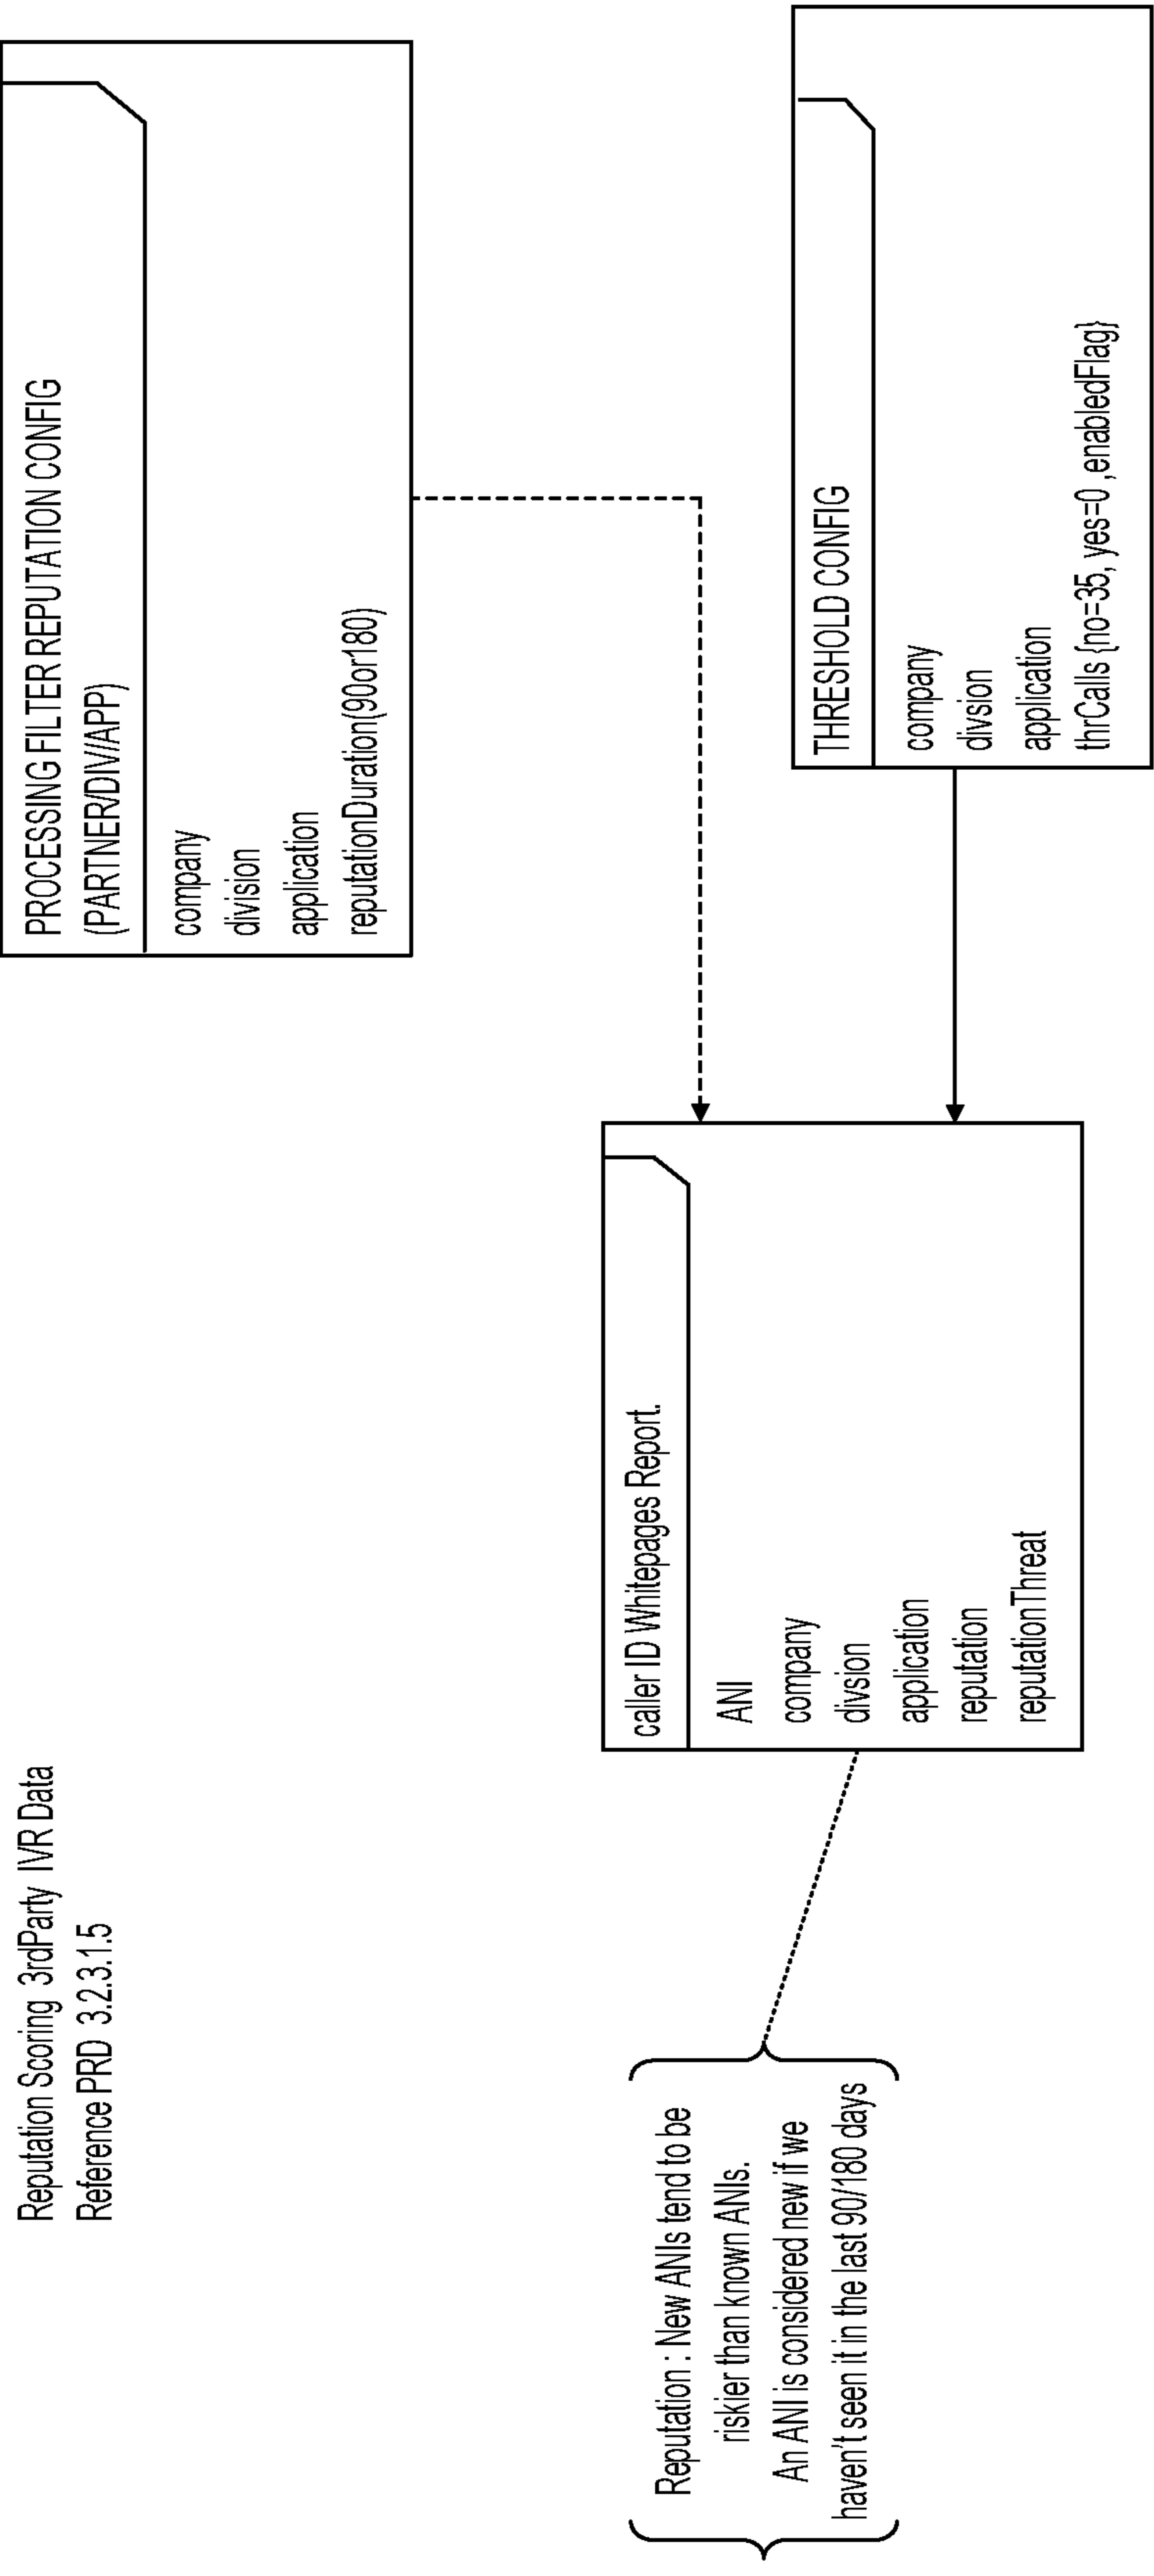 Reputation Scoring 3rdParty IVR Data
Reference PRD 3.2.3.1.5
PROCESSING FILTER REPUTATION CONFIG
(PARTNER/DIV/APP)
company
division
application
reputationDuration(90or180)
Reputation : New ANIs tend to be
riskier than known ANIs.
An ANI is considered new if we
haven't seen it in the last 90/180 days
caller ID Whitepages Report.
ANI
company
divsion
application
reputation
reputationThreat
THRESHOLD CONFIG
company
divsion
application
thrCalls {no=35, yes=0 ,enabledFlag}